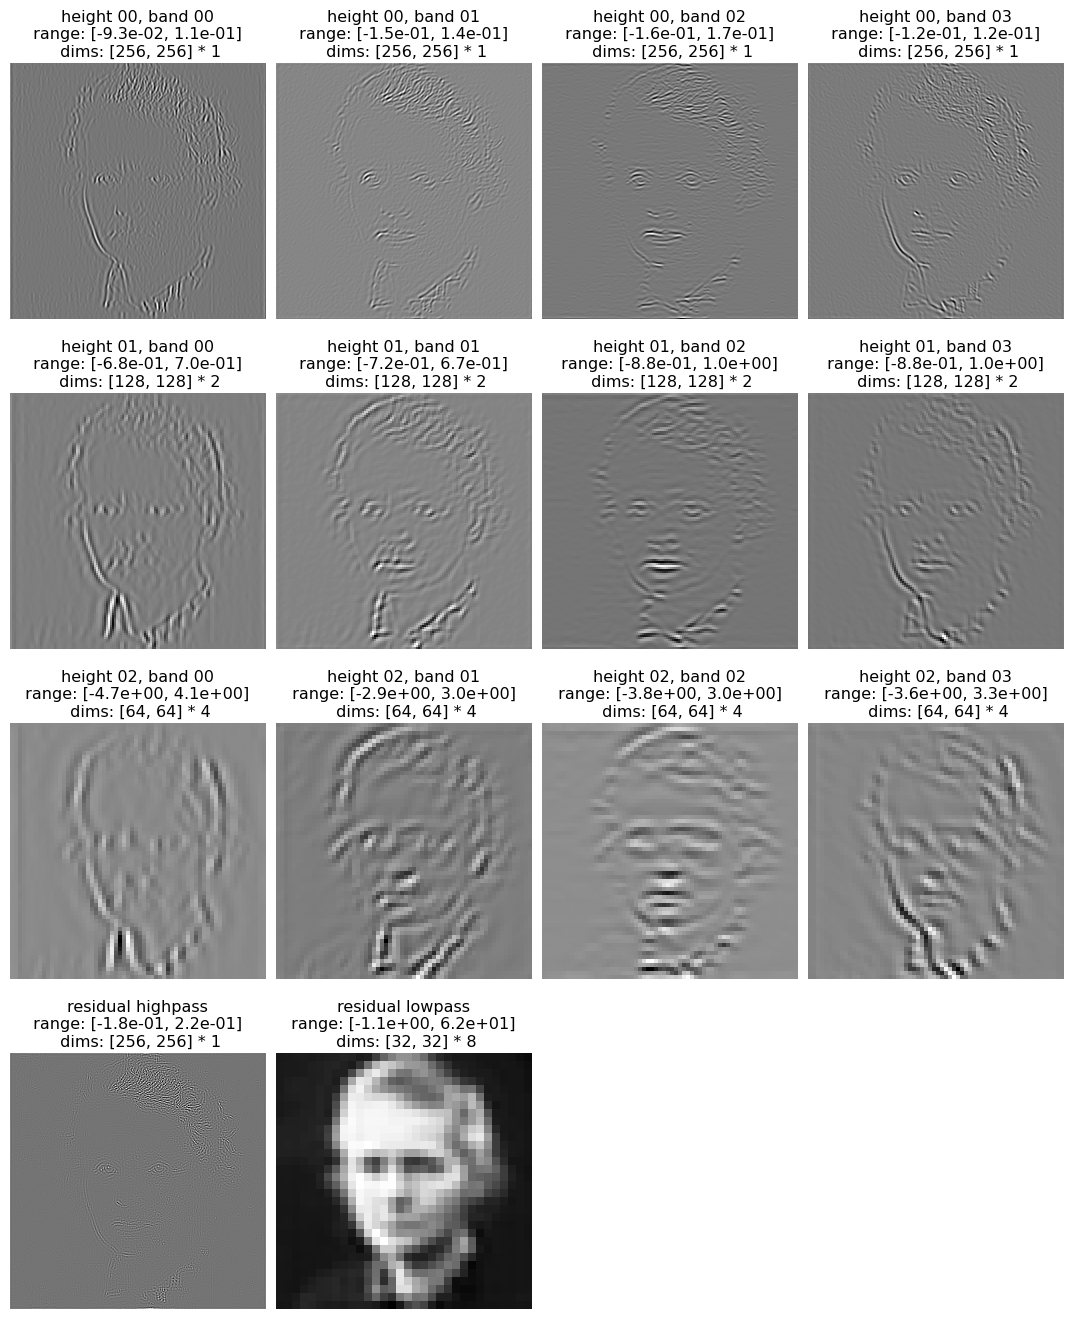 height 00, band 00
range: [-9.3e-02, 1.1e-01]
dims: [256, 256] * 1
height 00, band 01
range: [-1.5e-01, 1.4e-01]
dims: [256, 256] * 1
height 00, band 02
range: [-1.6e-01, 1.7e-01]
dims: [256, 256] * 1
height 00, band 03
range: [-1.2e-01, 1.2e-01]
dims: [256, 256] * 1
height 01, band 00
range: [-6.8e-01, 7.0e-01]
dims: [128, 128] * 2
height 01, band 01
range: [-7.2e-01, 6.7e-01]
dims: [128, 128] * 2
height 01, band 02
range: [-8.8e-01, 1.0e+00]
dims: [128, 128] * 2
height 01, band 03
range: [-8.8e-01, 1.0e+00]
dims: [128, 128] * 2
height 02, band 00
range: [-4.7e+00, 4.1e+00]
dims: [64, 64] * 4
height 02, band 01
range: [-2.9e+00, 3.0e+00]
dims: [64, 64] * 4
height 02, band 02
range: [-3.8e+00, 3.0e+00]
dims: [64, 64] * 4
height 02, band 03
range: [-3.6e+00, 3.3e+00]
dims: [64, 64] * 4
residual highpass
range: [-1.8e-01, 2.2e-01]
dims: [256, 256] * 1
residual lowpass
range: [-1.1e+00, 6.2e+01]
dims: [32, 32] * 8